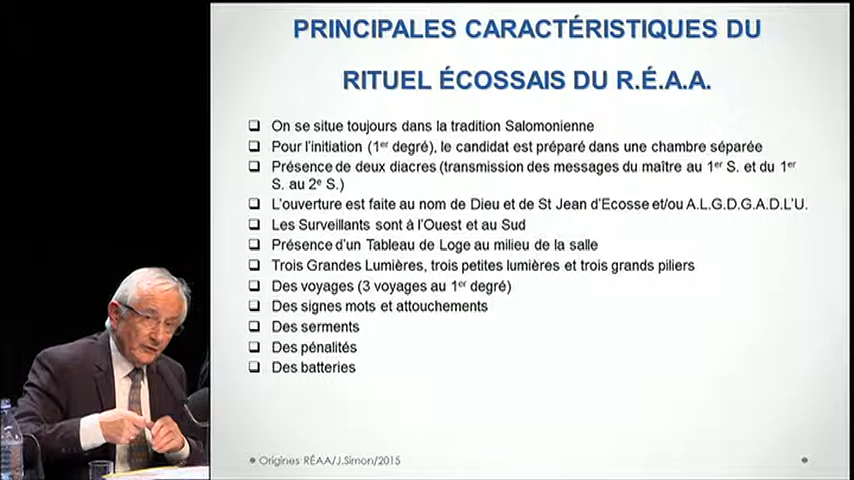 PRINCIPALES CARACTÉRISTIQUES DU
RITUEL ÉCOSSAIS DU R.É.A.A.
On se situe toujours dans la tradition Salomonienne
Pour l'initiation (1er degré), le candidat est préparé dans une chambre séparée
Présence de deux diacres (transmission des messages du maître au 1er S. et du 1er
S. au 2e S.)
L'ouverture est faite au nom de Dieu et de St Jean d'Ecosse et/ou A.L.G.D.G.A.D.L'U.
Les Surveillants sont à l'Ouest et au Sud
Présence d'un Tableau de Loge au milieu de la salle
Trois Grandes Lumières, trois petites lumières et trois grands piliers
Des voyages (3 voyages au 1er degré)
Des signes mots et attouchements
Des serments
Des pénalités
Des batteries
Origines RÉAA/J.Simon/2015